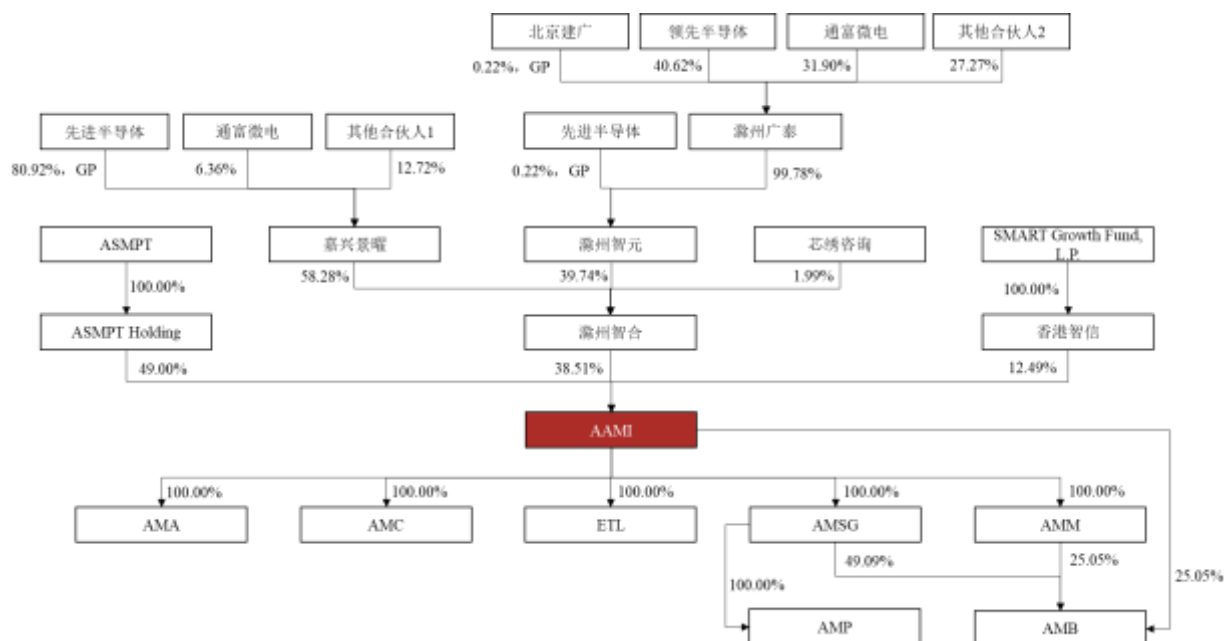 北京建广
领先半导体
通富微电
其他合伙人2
0.22%，GP
40.62%
31.90%
27.27%
先进半导体
通富微电
其他合伙人1
先进半导体
滁州广泰
80.92%，GP
6.36%
12.72%
0.22%，GP
99.78%
ASMPT
嘉兴景曜
滁州智元
芯绣咨询
SMART Growth Fund,
L.P.
58.28%
39.74%
1.99%
100.00%
100.00%
ASMPT Holding
滁州智合
香港智信
49.00%
38.51%
12.49%
AAMI
100.00%
100.00%
100.00%
100.00%
100.00%
AMA
AMC
ETL
AMSG
AMM
49.09%
25.05%
100.00%
25.05%
AMP
AMB